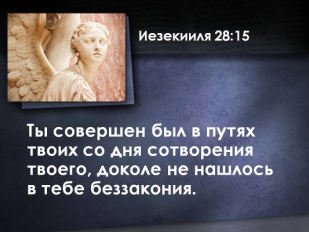 Иезекииля 28:15
Ты совершен был в путях
твоих со дня сотворения
твоего, доколе не нашлось
в тебе беззакония.